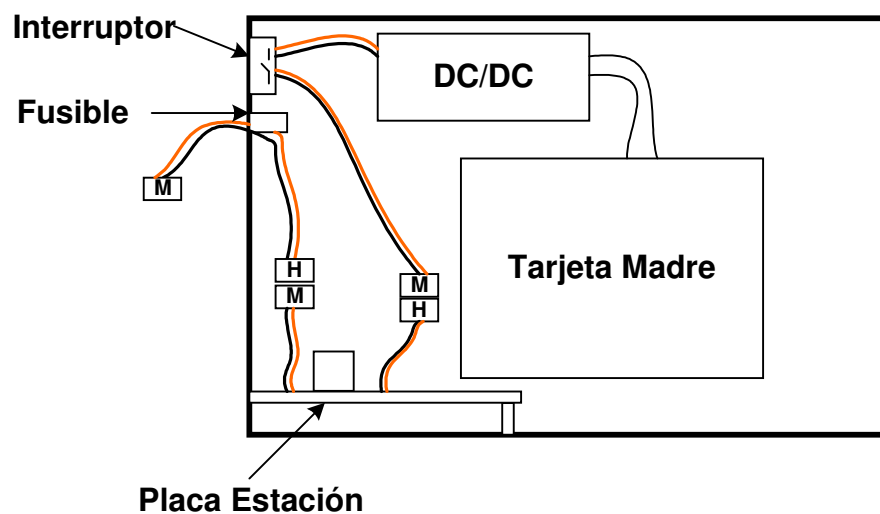 Interruptor
DC/DC
Fusible
M
Tarjeta Madre
H
M
M
H
Placa Estación